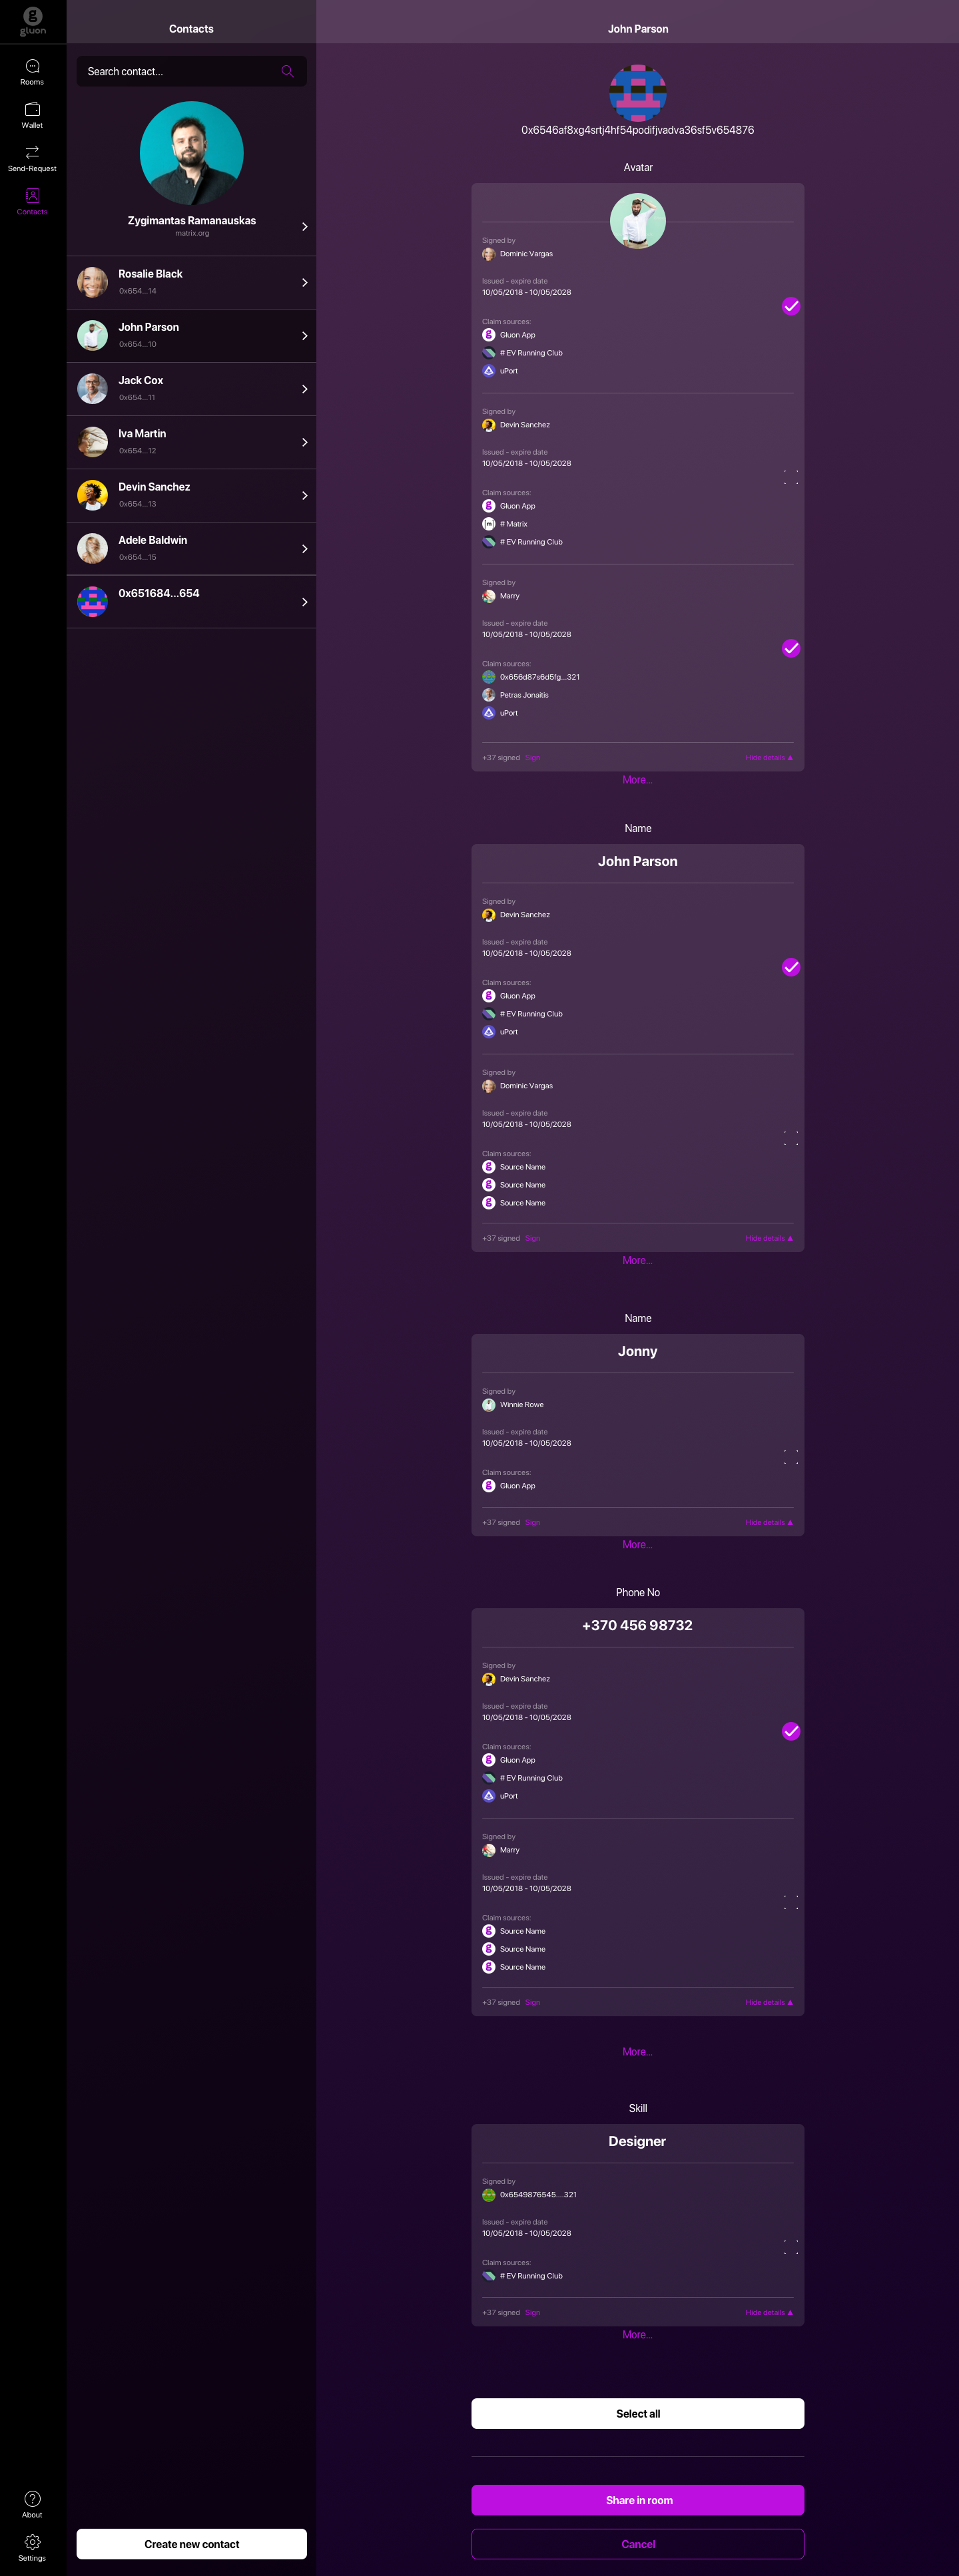 gluon
Rooms
Wallet
Send-Request
Contacts
About
Settings
Contacts
Search contact...
Zygimantas Ramanauskas
matrix.org
Rosalie Black
0x654...14
John Parson
0x654...10
Jack Cox
0x654...11
Iva Martin
0x654...12
Devin Sanchez
0x654...13
Adele Baldwin
0x654...15
0x651684...654
Create new contact
John Parson
0x6546af8xg4srtj4hf54podifjvadva36sf5v654876
Avatar
Signed by
Dominic Vargas
Issued - expire date
10/05/2018 - 10/05/2028
Claim sources:
Gluon App
# EV Running Club
uPort
Signed by
Devin Sanchez
Issued - expire date
10/05/2018 - 10/05/2028
Claim sources:
Gluon App
# Matrix
# EV Running Club
Signed by
Marry
Issued - expire date
10/05/2018 - 10/05/2028
Claim sources:
0x656d87s6d5fg...321
Petras Jonaitis
uPort
+37 signed Sign Hide details
More...
Name
John Parson
Signed by
Devin Sanchez
Issued - expire date
10/05/2018 - 10/05/2028
Claim sources:
Gluon App
# EV Running Club
uPort
Signed by
Dominic Vargas
Issued - expire date
10/05/2018 - 10/05/2028
Claim sources:
Source Name
Source Name
Source Name
+37 signed Sign Hide details
More...
Name
Jonny
Signed by
Winnie Rowe
Issued - expire date
10/05/2018 - 10/05/2028
Claim sources:
Gluon App
+37 signed Sign Hide details
More...
Phone No
+370 456 98732
Signed by
Devin Sanchez
Issued - expire date
10/05/2018 - 10/05/2028
Claim sources:
Gluon App
# EV Running Club
uPort
Signed by
Marry
Issued - expire date
10/05/2018 - 10/05/2028
Claim sources:
Source Name
Source Name
Source Name
+37 signed Sign Hide details
More...
Skill
Designer
Signed by
0x6549876545....321
Issued - expire date
10/05/2018 - 10/05/2028
Claim sources:
# EV Running Club
+37 signed Sign Hide details
More...
Select all
Share in room
Cancel